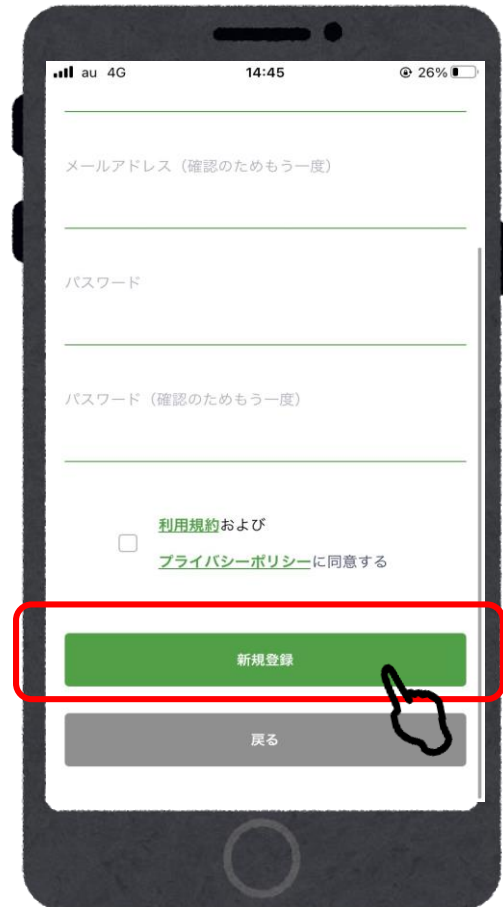 au 4G 14:45 26%
メールアドレス（確認のためもう一度）
パスワード
パスワード（確認のためもう一度）
利用規約および
プライバシーポリシーに同意する
新規登録
戻る